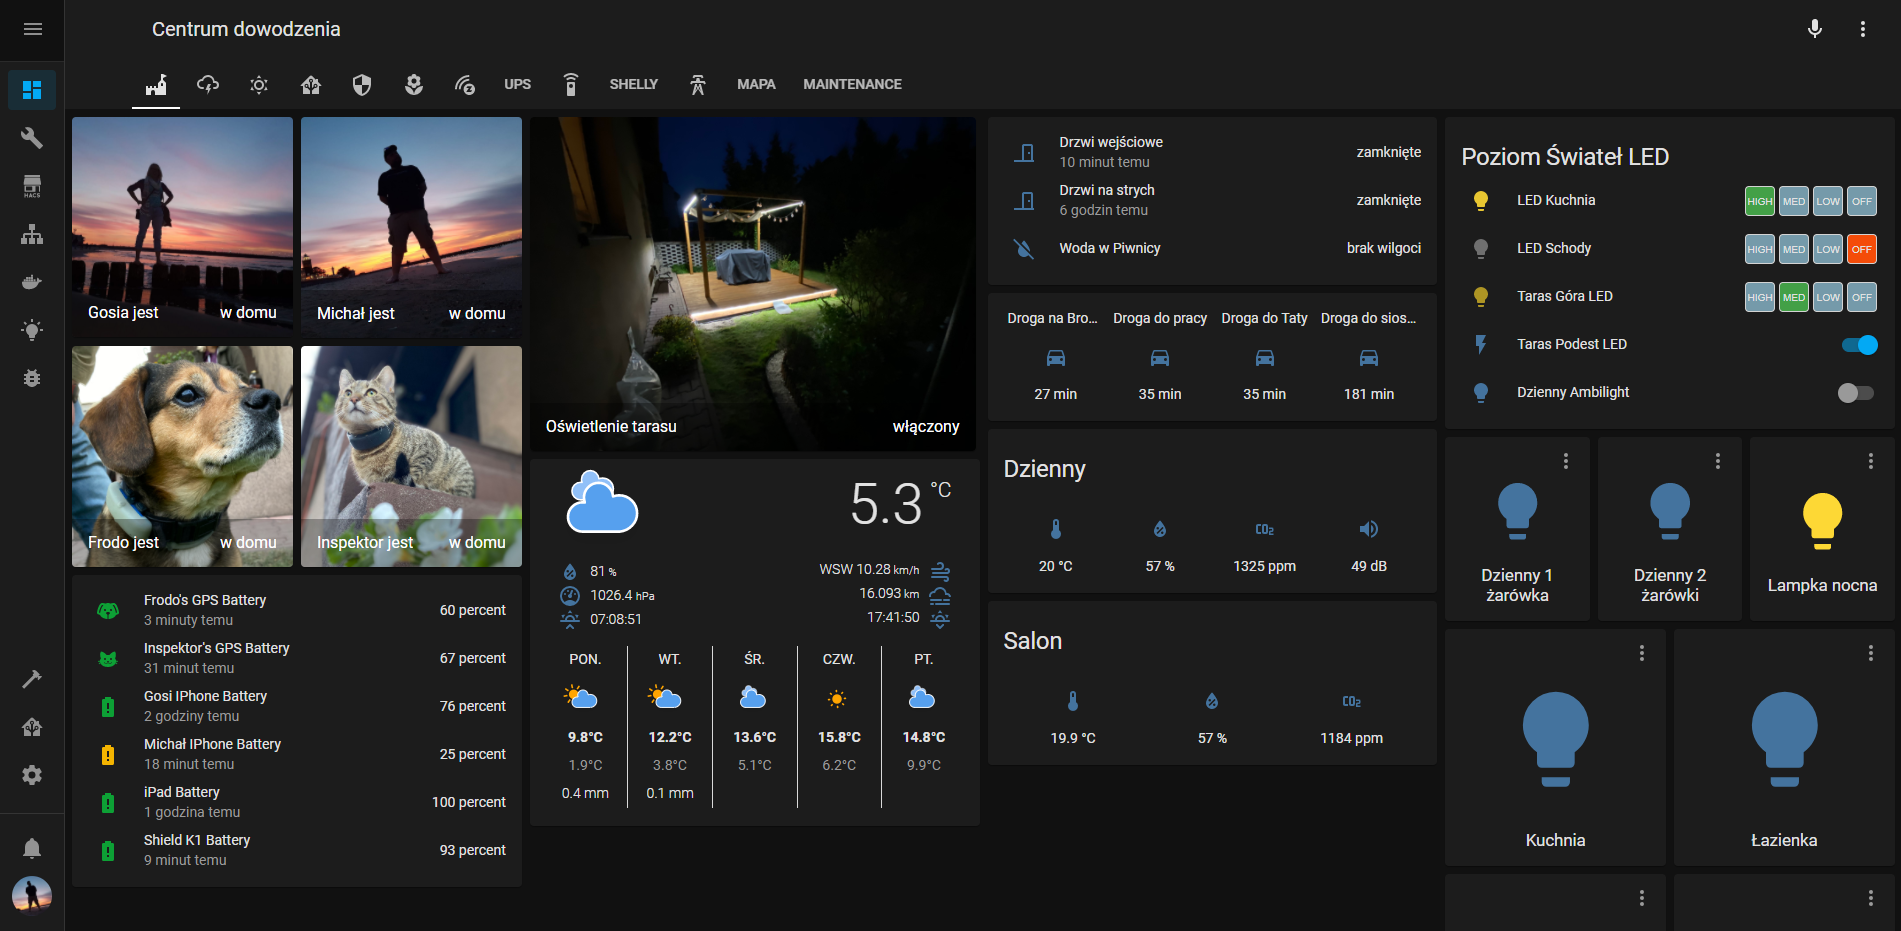 Centrum dowodzenia
UPS
SHELLY
MAPA
MAINTENANCE
HACS
Gosia jest w domu
Michał jest w domu
Frodo jest w domu
Inspektor jest w domu
Frodo's GPS Battery
3 minuty temu
60 percent
Inspektor's GPS Battery
31 minut temu
67 percent
Gosi IPhone Battery
2 godziny temu
76 percent
Michał IPhone Battery
18 minut temu
25 percent
iPad Battery
1 godzina temu
100 percent
Shield K1 Battery
9 minut temu
93 percent
Oświetlenie tarasu włączony
5.3 °C
81 %
WSW 10.28 km/h
1026.4 hPa
16.093 km
07:08:51
17:41:50
PON. WT. ŚR. CZW. PT.
9.8°C 12.2°C 13.6°C 15.8°C 14.8°C
1.9°C 3.8°C 5.1°C 6.2°C 9.9°C
0.4 mm 0.1 mm
Drzwi wejściowe
10 minut temu
zamknięte
Drzwi na strych
6 godzin temu
zamknięte
Woda w Piwnicy brak wilgoci
Droga na Bro... Droga do pracy Droga do Taty Droga do sios...
27 min 35 min 35 min 181 min
Dzienny
CO2
20 °C 57 % 1325 ppm 49 dB
Salon
CO2
19.9 °C 57 % 1184 ppm
Poziom Świateł LED
LED Kuchnia HIGH MED LOW OFF
LED Schody HIGH MED LOW OFF
Taras Góra LED HIGH MED LOW OFF
Taras Podest LED
Dzienny Ambilight
Dzienny 1
żarówka
Dzienny 2
żarówki
Lampka nocna
Kuchnia
Łazienka